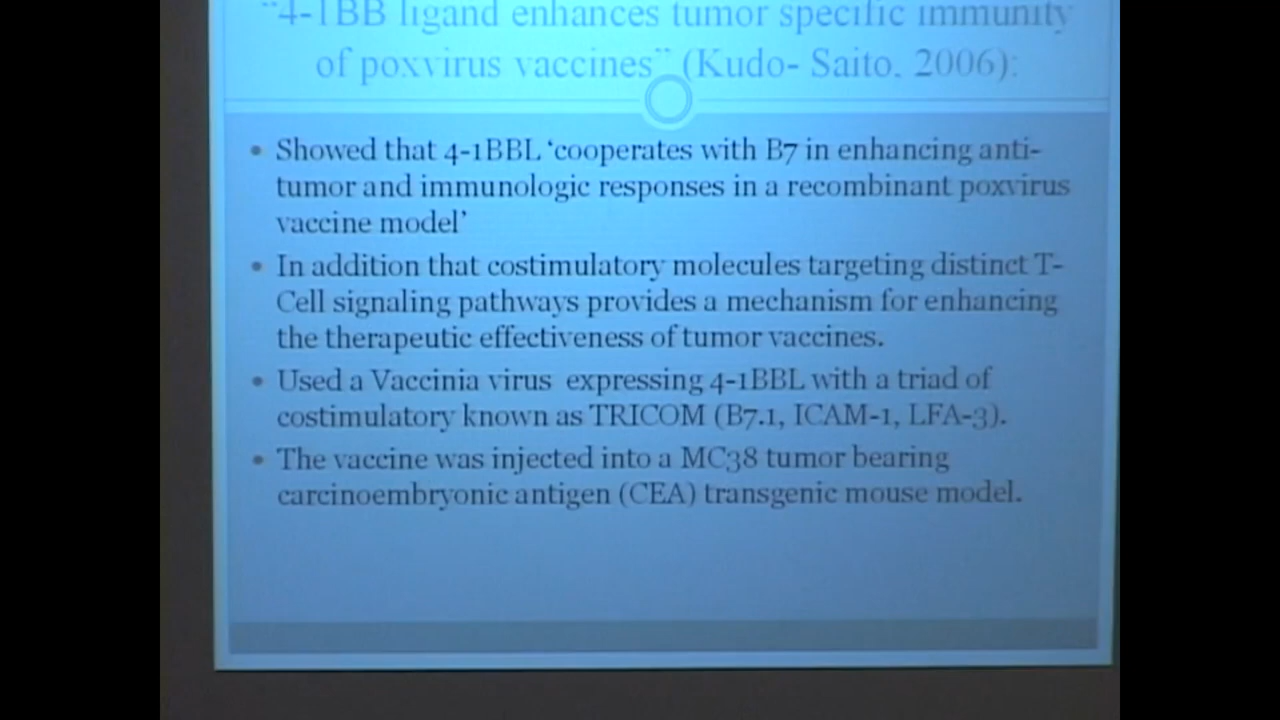 "4-1BB ligand enhances tumor specific immunity
of poxvirus vaccines" (Kudo- Saito. 2006):
• Showed that 4-1BBL 'cooperates with B7 in enhancing anti-
tumor and immunologic responses in a recombinant poxvirus
vaccine model'
• In addition that costimulatory molecules targeting distinct T-
Cell signaling pathways provides a mechanism for enhancing
the therapeutic effectiveness of tumor vaccines.
• Used a Vaccinia virus expressing 4-1BBL with a triad of
costimulatory known as TRICOM (B7.1, ICAM-1, LFA-3).
• The vaccine was injected into a MC38 tumor bearing
carcinoembryonic antigen (CEA) transgenic mouse model.